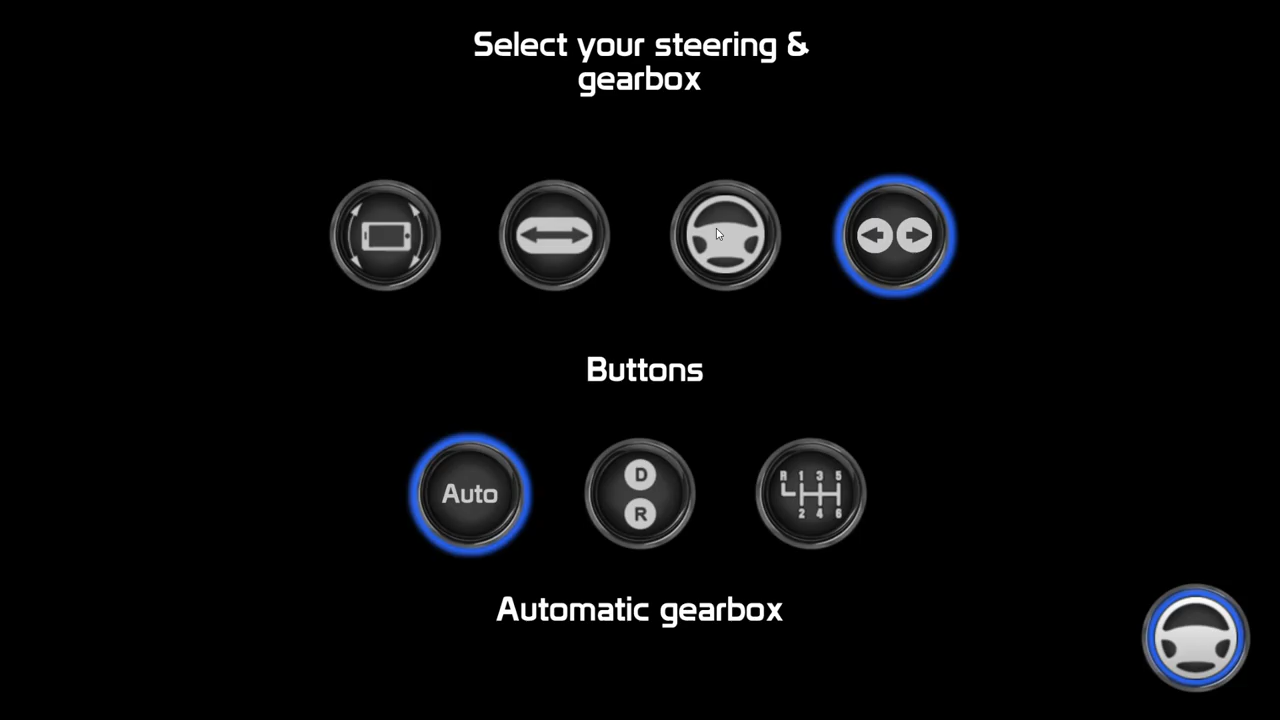 Select your steering &
gearbox
Buttons
Auto
D
R
R 1 3 5
2 4 6
Automatic gearbox